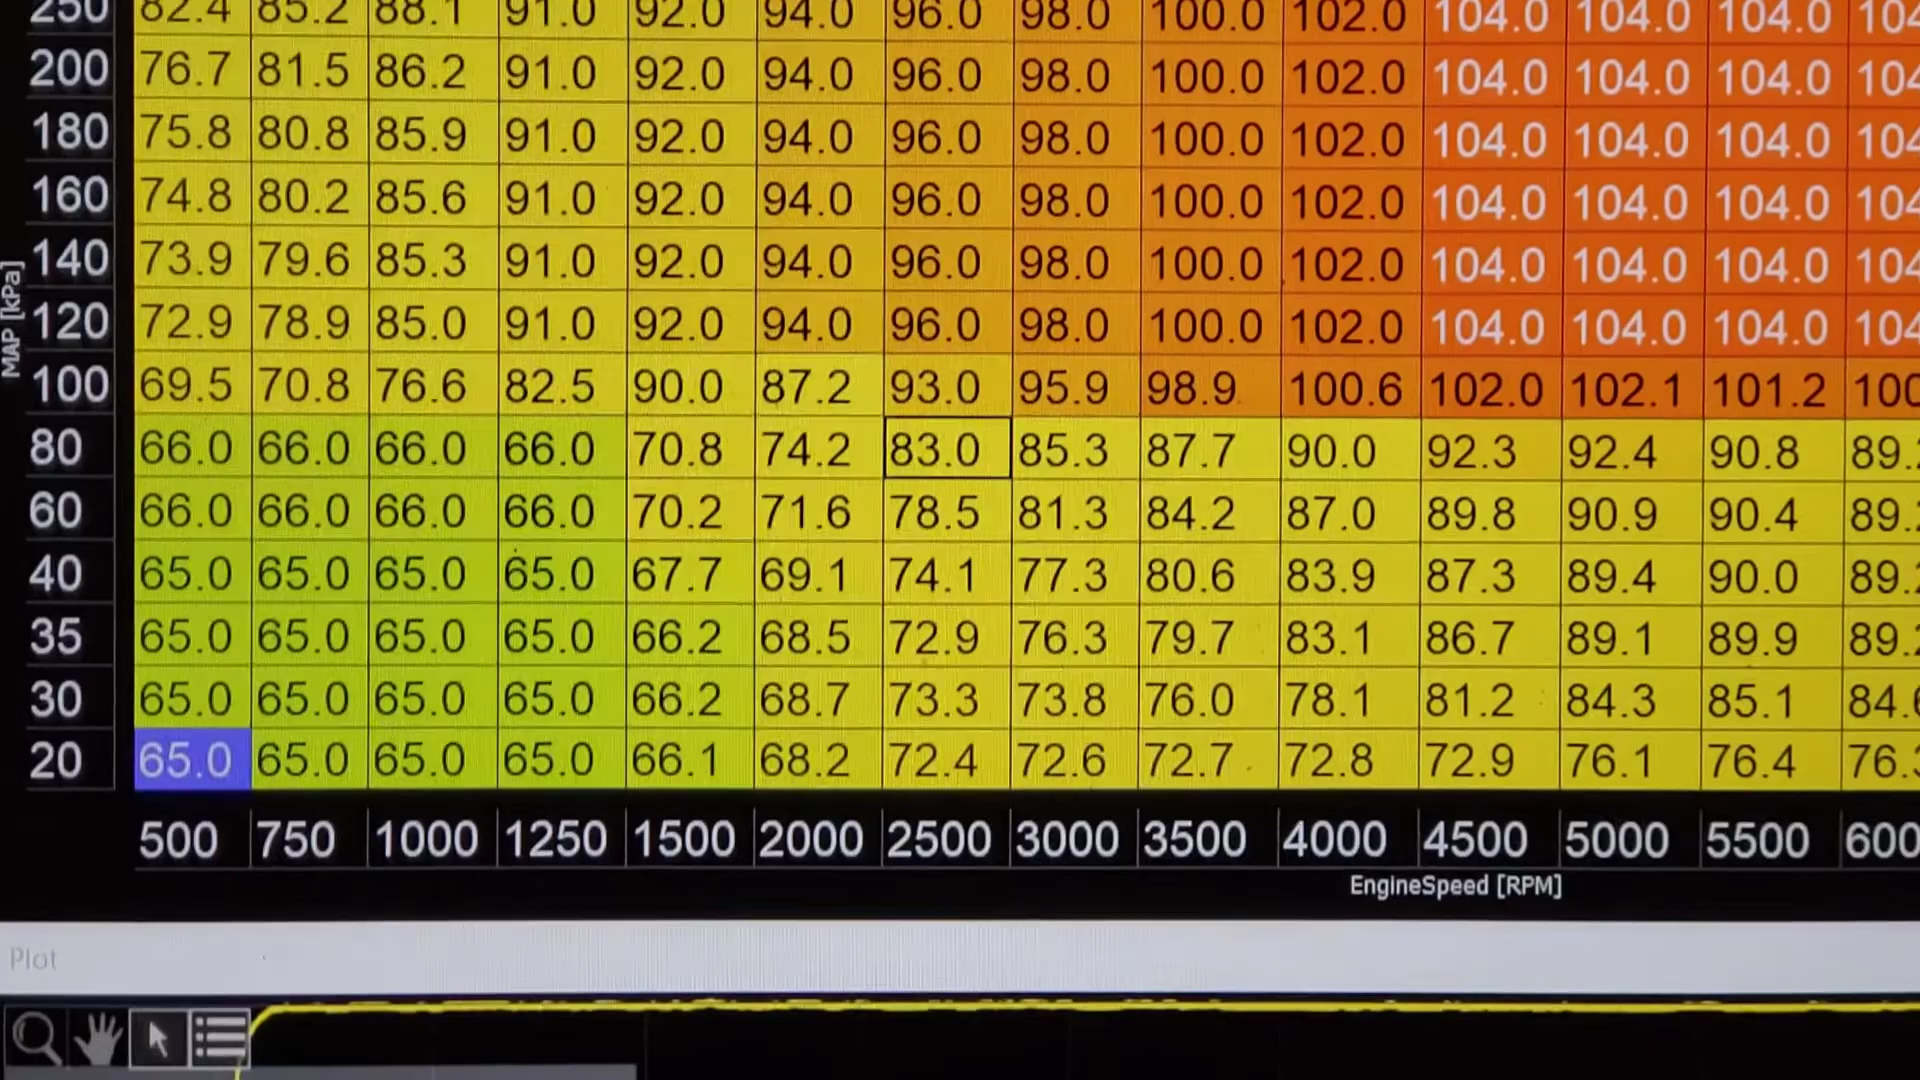 250 82.4 85.2 88.1 91.0 92.0 94.0 96.0 98.0 100.0 102.0 104.0 104.0 104.0 104
200 76.7 81.5 86.2 91.0 92.0 94.0 96.0 98.0 100.0 102.0 104.0 104.0 104.0 104
180 75.8 80.8 85.9 91.0 92.0 94.0 96.0 98.0 100.0 102.0 104.0 104.0 104.0 104
160 74.8 80.2 85.6 91.0 92.0 94.0 96.0 98.0 100.0 102.0 104.0 104.0 104.0 104
140 73.9 79.6 85.3 91.0 92.0 94.0 96.0 98.0 100.0 102.0 104.0 104.0 104.0 104
120 72.9 78.9 85.0 91.0 92.0 94.0 96.0 98.0 100.0 102.0 104.0 104.0 104.0 104
MAP [kPa]
100 69.5 70.8 76.6 82.5 90.0 87.2 93.0 95.9 98.9 100.6 102.0 102.1 101.2 100
80 66.0 66.0 66.0 66.0 70.8 74.2 83.0 85.3 87.7 90.0 92.3 92.4 90.8 89.
60 66.0 66.0 66.0 66.0 70.2 71.6 78.5 81.3 84.2 87.0 89.8 90.9 90.4 89.
40 65.0 65.0 65.0 65.0 67.7 69.1 74.1 77.3 80.6 83.9 87.3 89.4 90.0 89.
35 65.0 65.0 65.0 65.0 66.2 68.5 72.9 76.3 79.7 83.1 86.7 89.1 89.9 89.
30 65.0 65.0 65.0 65.0 66.2 68.7 73.3 73.8 76.0 78.1 81.2 84.3 85.1 84.
20 65.0 65.0 65.0 65.0 66.1 68.2 72.4 72.6 72.7 72.8 72.9 76.1 76.4 76.
500 750 1000 1250 1500 2000 2500 3000 3500 4000 4500 5000 5500 600
EngineSpeed [RPM]
Plot